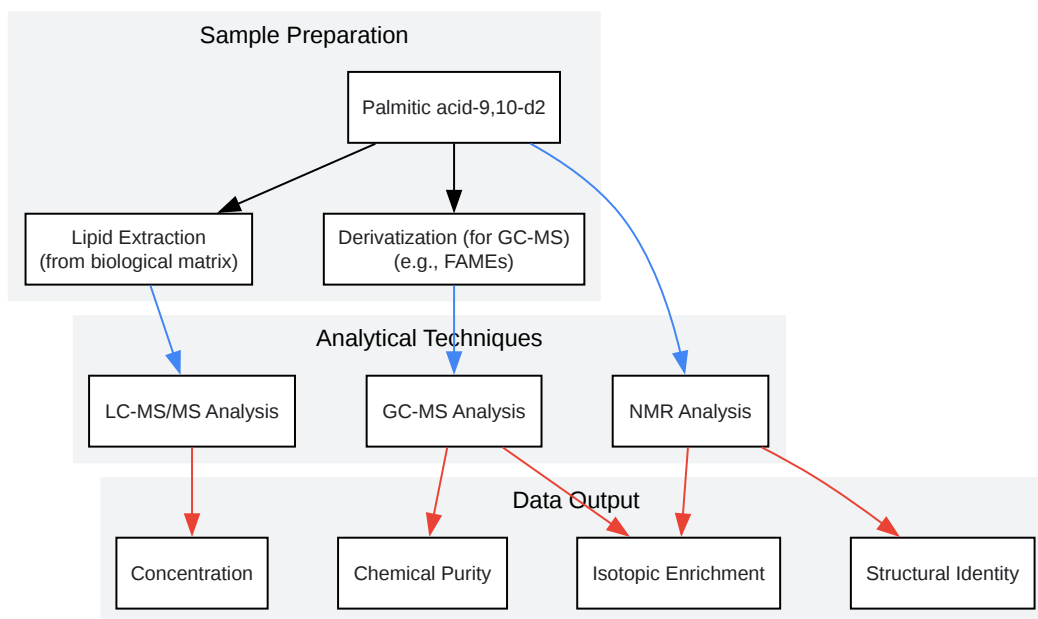 Sample Preparation
Palmitic acid-9,10-d2
Lipid Extraction
(from biological matrix)
Derivatization (for GC-MS)
(e.g., FAMEs)
Analytical Techniques
LC-MS/MS Analysis
GC-MS Analysis
NMR Analysis
Data Output
Concentration
Chemical Purity
Isotopic Enrichment
Structural Identity